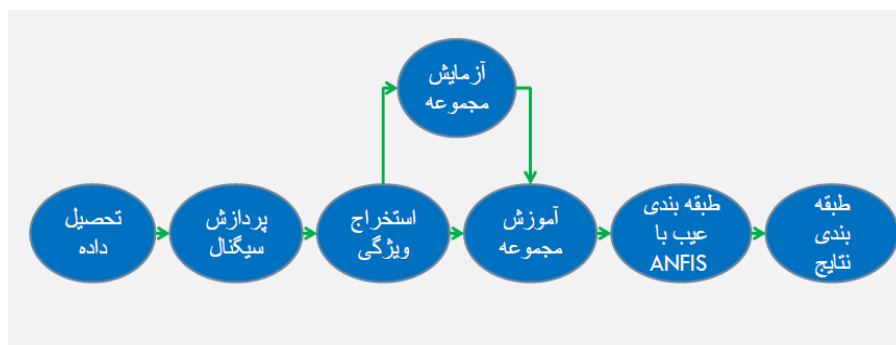 آزمایش
مجموعه
تحصیل
داده
پردازش
سیگنال
استخراج
ویژگی
آموزش
مجموعه
طبقه بندی
عیب با
ANFIS
طبقه
بندی
نتایج